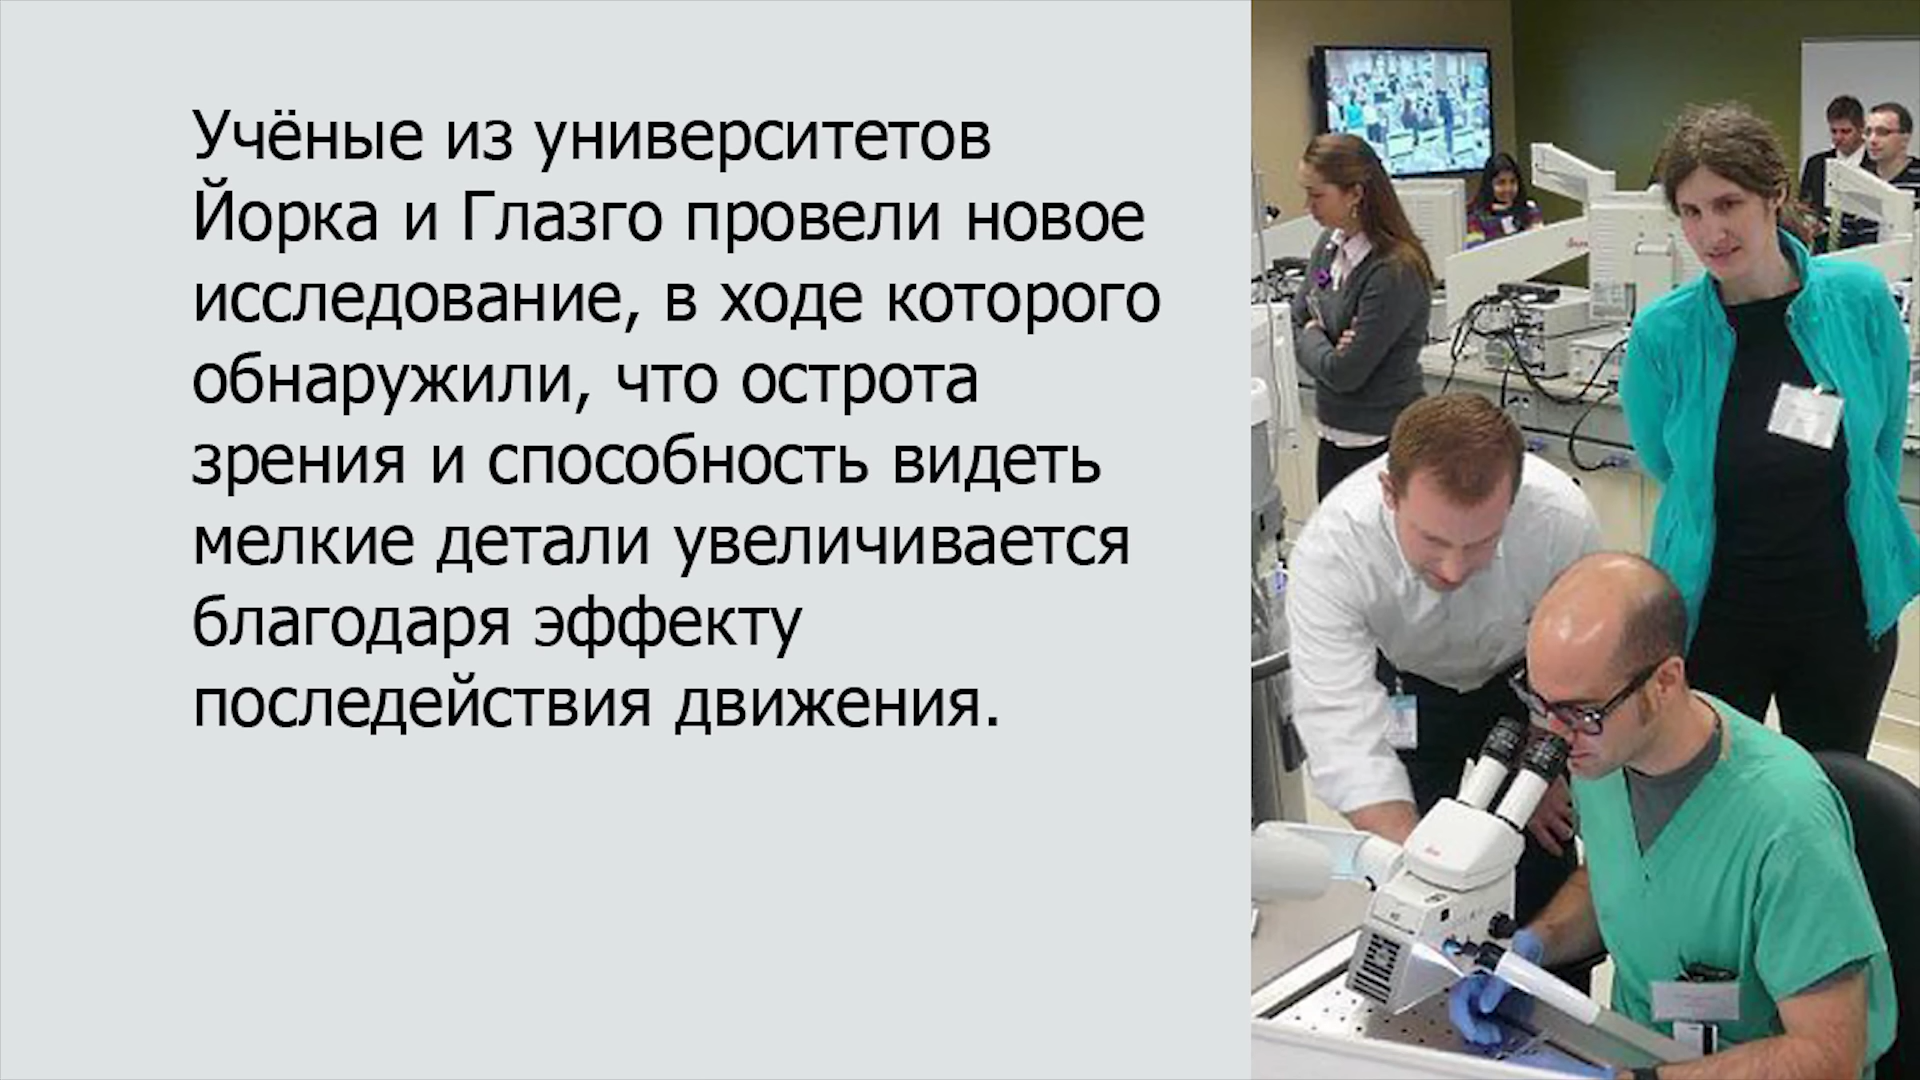 Учёные из университетов
Йорка и Глазго провели новое
исследование, в ходе которого
обнаружили, что острота
зрения и способность видеть
мелкие детали увеличивается
благодаря эффекту
последействия движения.